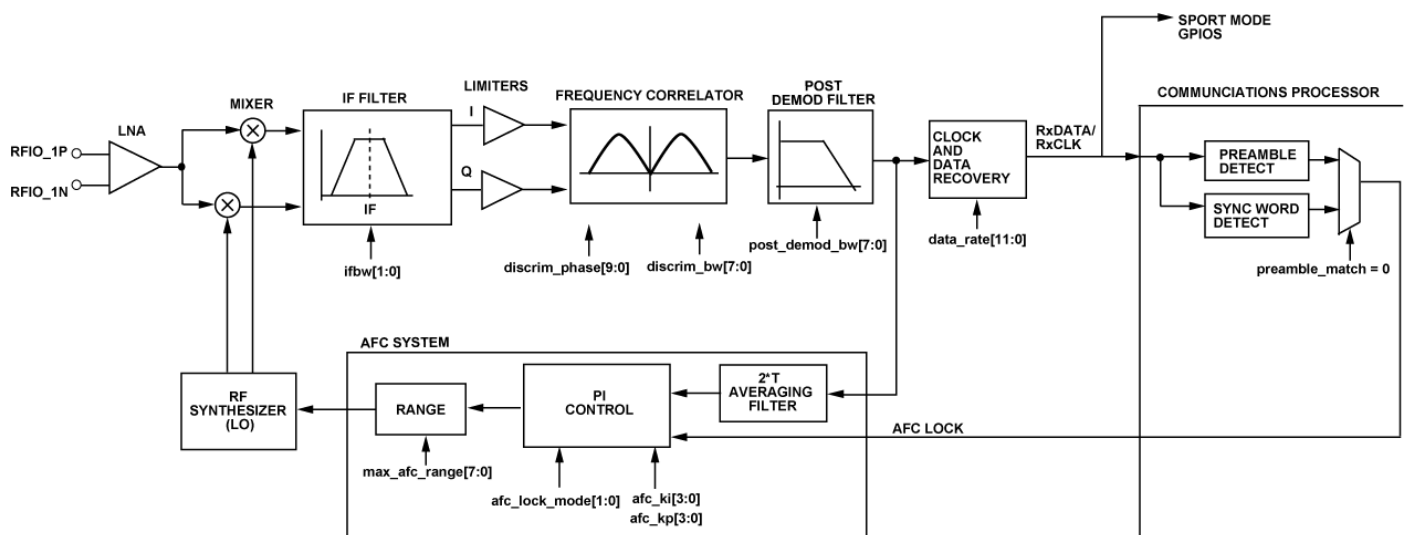 SPORT MODE
GPIOS
LIMITERS
POST
DEMOD FILTER
MIXER
IF FILTER
FREQUENCY CORRELATOR
COMMUNCIATIONS PROCESSOR
LNA
I
CLOCK
AND
DATA
RECOVERY
RxDATA/
RxCLK
RFIO_1P
PREAMBLE
DETECT
Q
RFIO_1N
IF
SYNC WORD
DETECT
ifbw[1:0]
discrim_phase[9:0]
discrim_bw[7:0]
post_demod_bw[7:0]
data_rate[11:0]
preamble_match = 0
AFC SYSTEM
RF
SYNTHESIZER
(LO)
RANGE
PI
CONTROL
2*T
AVERAGING
FILTER
AFC LOCK
max_afc_range[7:0]
afc_lock_mode[1:0]
afc_ki[3:0]
afc_kp[3:0]